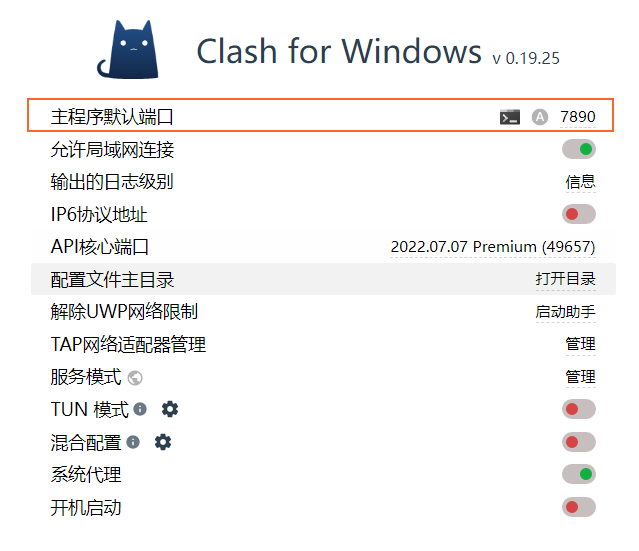 Clash for Windows v 0.19.25
主程序默认端口 A 7890
允许局域网连接
输出的日志级别 信息
IP6协议地址
API核心端口 2022.07.07 Premium (49657)
配置文件主目录 打开目录
解除UWP网络限制 启动助手
TAP网络适配器管理 管理
服务模式 管理
TUN 模式
混合配置
系统代理
开机启动